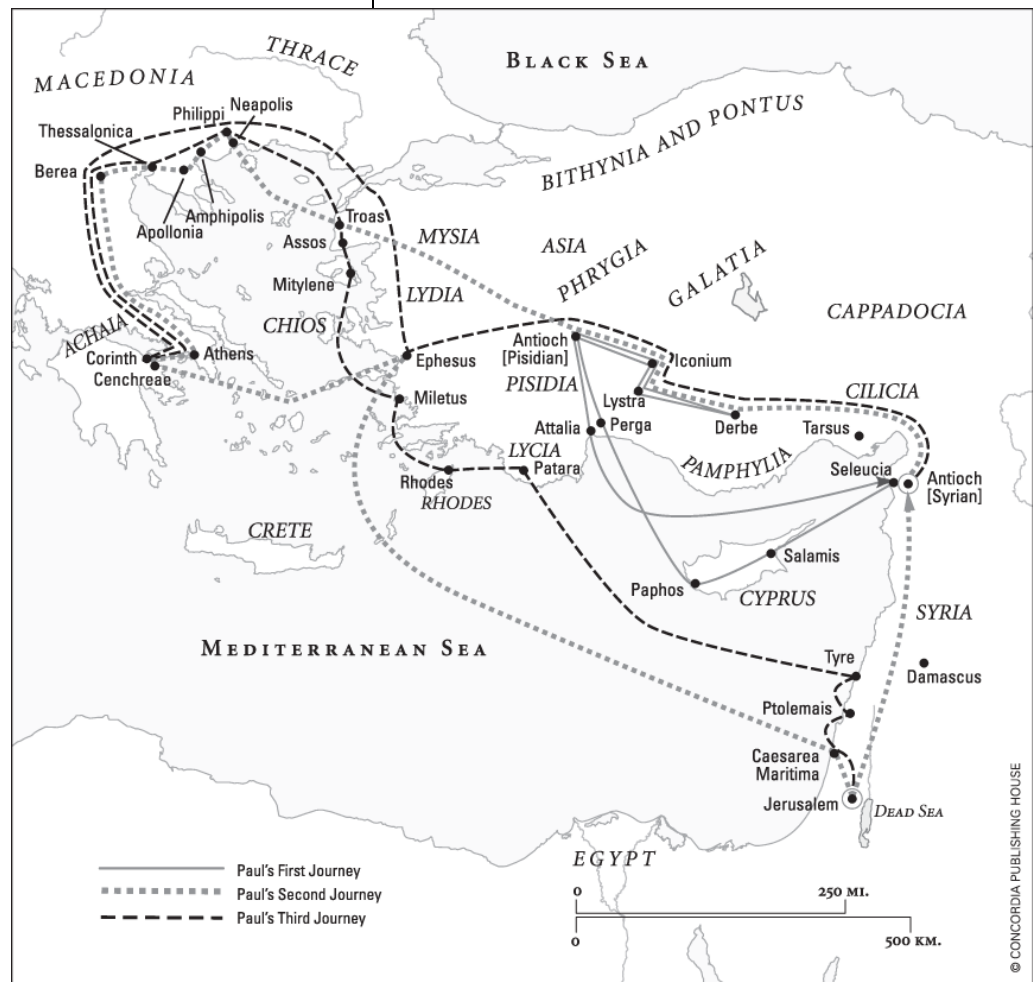 BLACK SEA
THRACE
MACEDONIA
Neapolis
Philippi
Thessalonica
Berea
Amphipolis
Apollonia
BITHYNIA AND PONTUS
Troas
MYSIA
ASIA
Assos
PHRYGIA
GALATIA
Mitylene
LYDIA
CHIOS
CAPPADOCIA
ACHAIA
Corinth
Athens
Cenchreae
Ephesus
Antioch
[Pisidian]
Iconium
PISIDIA
Miletus
Lystra
CILICIA
Attalia
Perga
Derbe
Tarsus
LYCIA
PAMPHYLIA
Rhodes
Patara
Seleucia
Antioch
[Syrian]
RHODES
CRETE
Salamis
Paphos
CYPRUS
SYRIA
MEDITERRANEAN SEA
Tyre
Damascus
Ptolemais
Caesarea
Maritima
Jerusalem
DEAD SEA
EGYPT
Paul's First Journey
Paul's Second Journey
Paul's Third Journey
0
250 MI.
0
500 KM.
© CONCORDIA PUBLISHING HOUSE